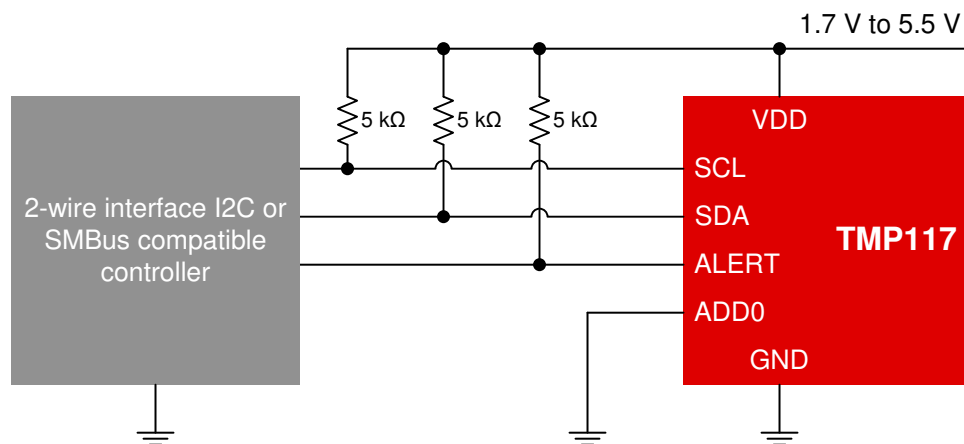 1.7 V to 5.5 V
5 kΩ
5 kΩ
5 kΩ
2-wire interface I2C or
SMBus compatible
controller
VDD
SCL
SDA
TMP117
ALERT
ADD0
GND